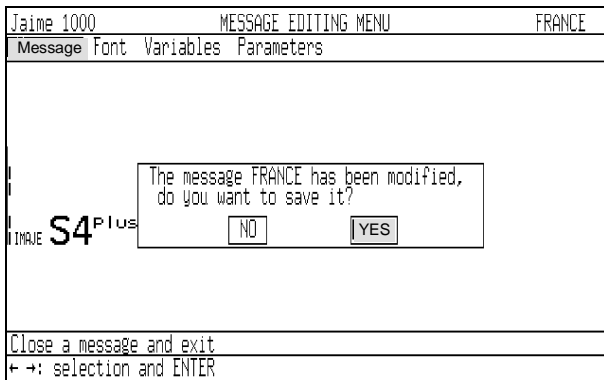 Jaime 1000 MESSAGE EDITING MENU FRANCE
Message Font Variables Parameters
The message FRANCE has been modified,
do you want to save it?
IMAJE S4Plus
NO YES
Close a message and exit
← →: selection and ENTER